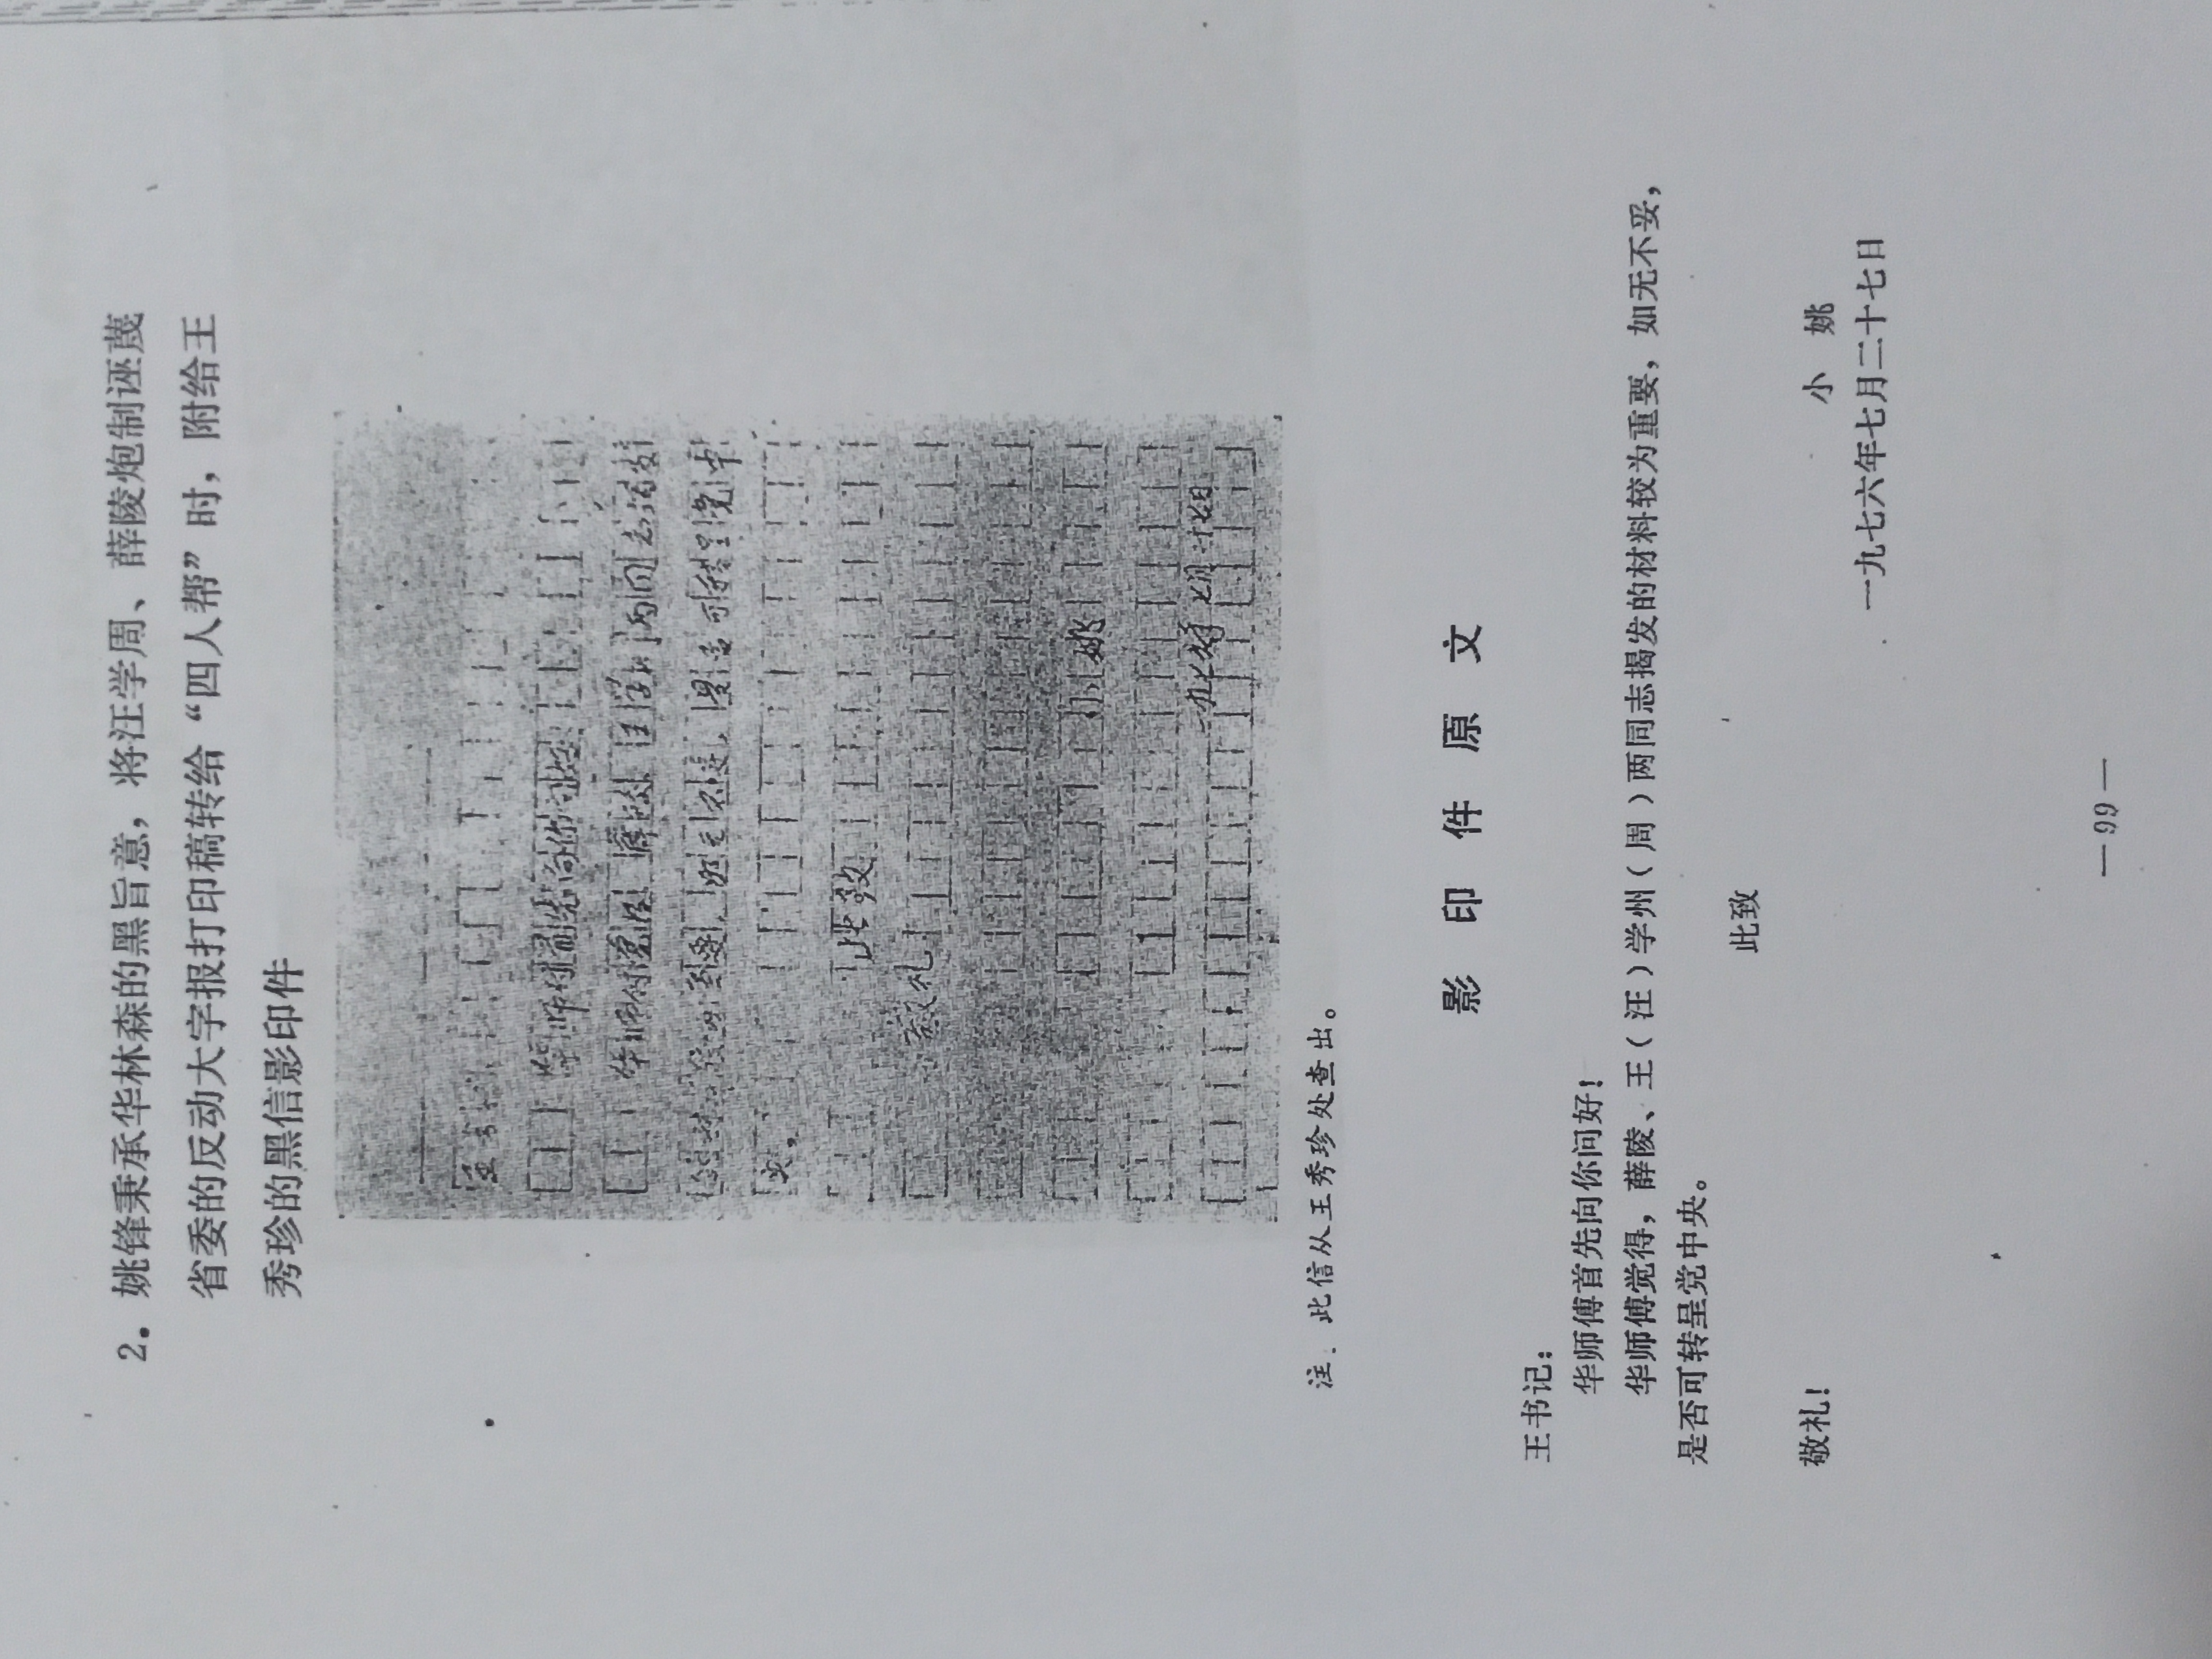 2. 姚锋秉承华林森的黑旨意，将汪学周、薛陵炮制诬蔑
省委的反动大字报打印稿转给“四人帮”时，附给王
秀珍的黑信影印件
王书记
华师付首先向你问好
华师付觉得 薛陵、王学州两同志揭发
的材料较为重要，如无不妥，是否可转呈党中
央。
此致
敬礼
小姚
一九七六年七月廿七日
注．此信从王秀珍处查出。
影印件原文
王书记：
华师傅首先向你问好！
华师傅觉得，薛陵、王（汪）学州（周）两同志揭发的材料较为重要，如无不妥，
是否可转呈党中央。
此致
敬礼！
小 姚
一九七六年七月二十七日
— 99 —